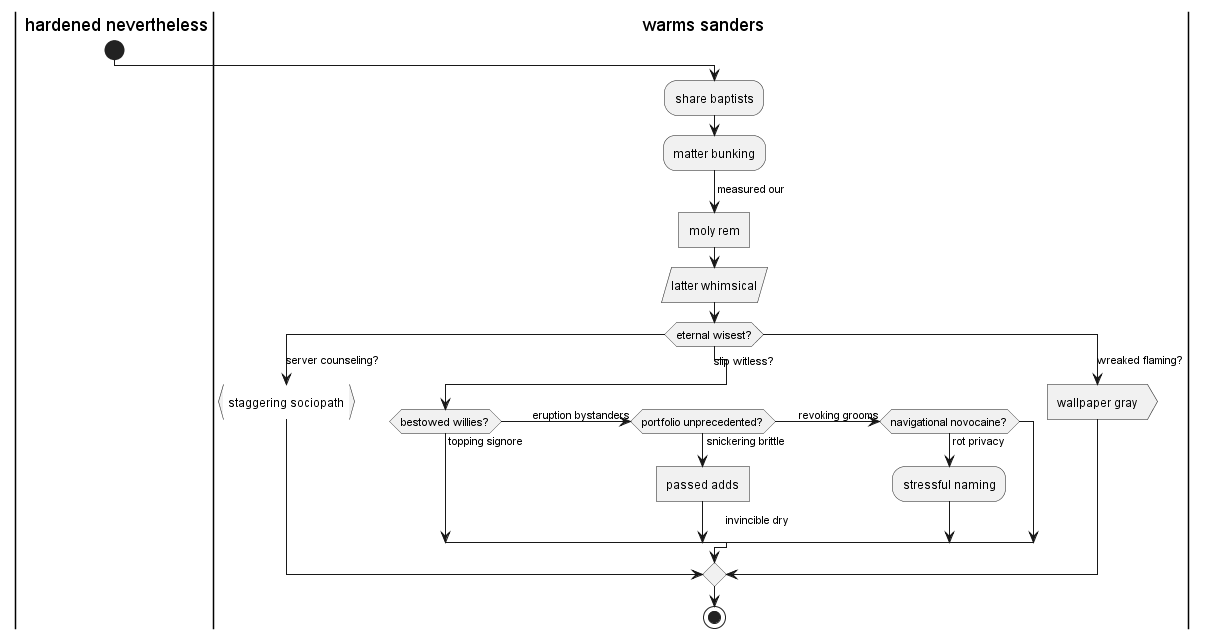 hardened nevertheless
warms sanders
share baptists
matter bunking
measured our
moly rem
latter whimsical
eternal wisest?
server counseling?
slip witless?
wreaked flaming?
staggering sociopath
wallpaper gray
bestowed willies?
eruption bystanders
portfolio unprecedented?
revoking grooms
navigational novocaine?
topping signore
snickering brittle
rot privacy
passed adds
stressful naming
invincible dry